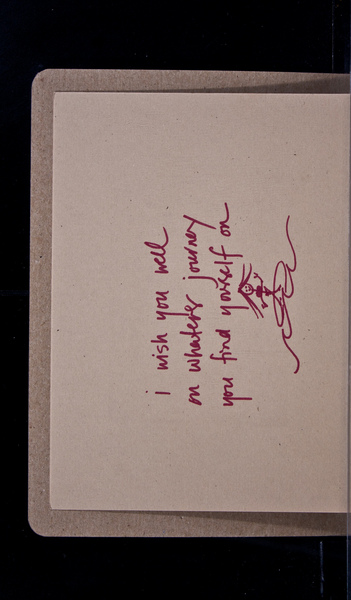 I wish you well
on whatever journey
you find yourself on